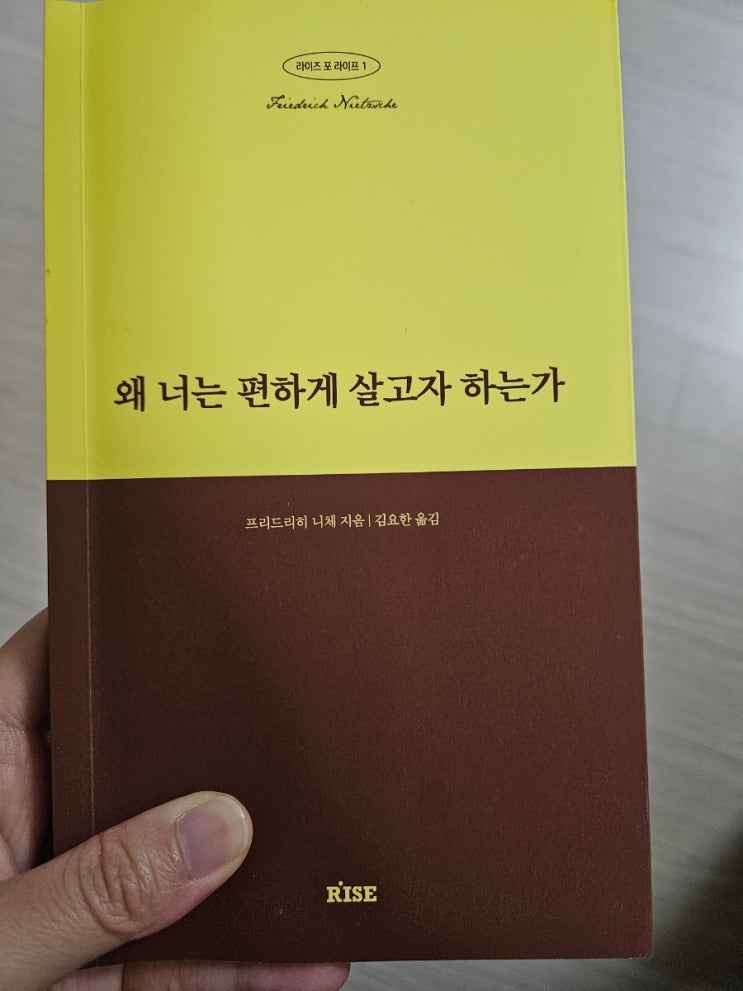 라이즈 포 라이프 1
Friedrich Nietzsche
왜 너는 편하게 살고자 하는가
프리드리히 니체 지음 | 김요한 옮김
RISE